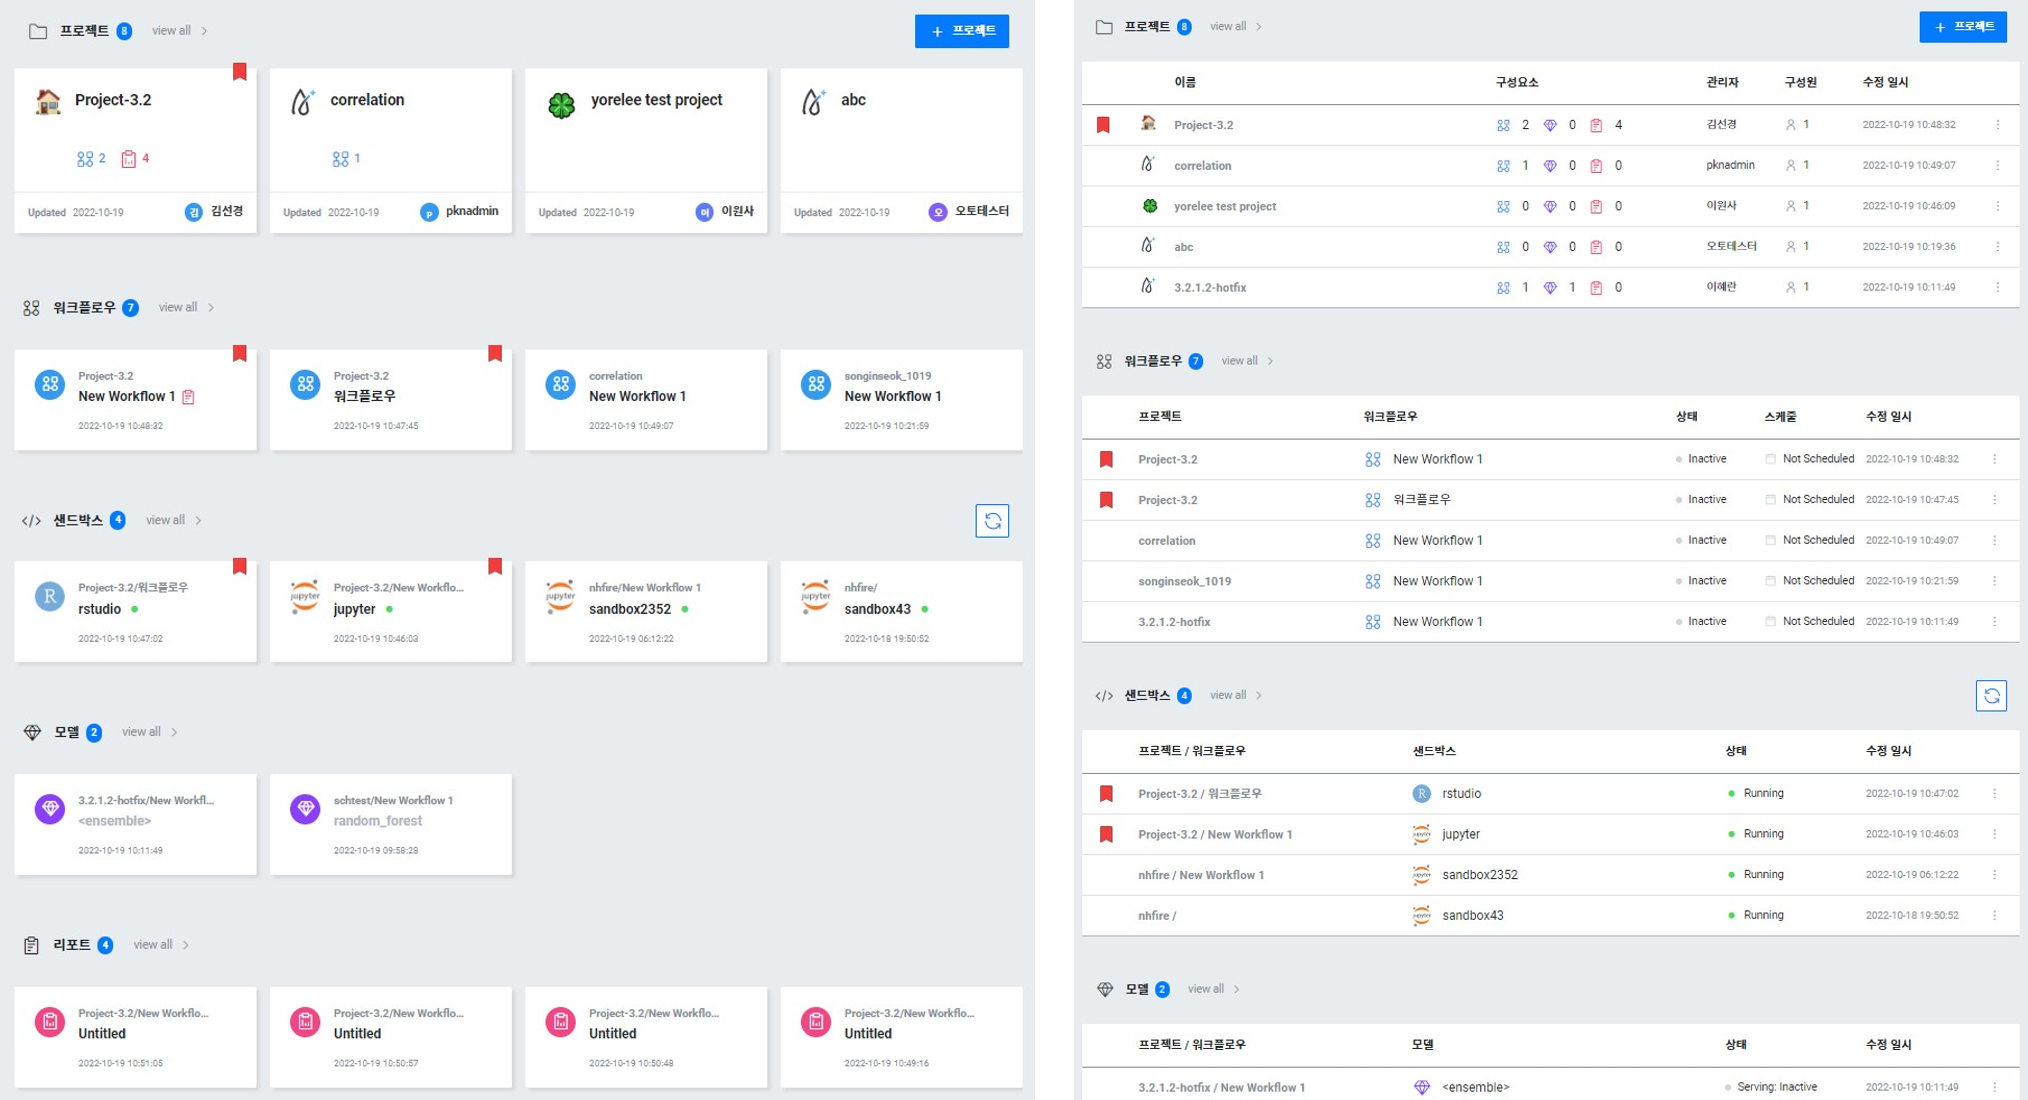 프로젝트 8 view all >
+ 프로젝트
Project-3.2
2 4
Updated 2022-10-19 김 김선경
correlation
1
Updated 2022-10-19 p pknadmin
yorelee test project
Updated 2022-10-19 이 이원사
abc
Updated 2022-10-19 오 오토테스터
워크플로우 7 view all >
Project-3.2
New Workflow 1
2022-10-19 10:48:32
Project-3.2
워크플로우
2022-10-19 10:47:45
correlation
New Workflow 1
2022-10-19 10:49:07
songinseok_1019
New Workflow 1
2022-10-19 10:21:59
</> 샌드박스 4 view all >
R
Project-3.2/워크플로우
rstudio
2022-10-19 10:47:02
jupyter
Project-3.2/New Workflo...
jupyter
2022-10-19 10:46:03
jupyter
nhfire/New Workflow 1
sandbox2352
2022-10-19 06:12:22
jupyter
nhfire/
sandbox43
2022-10-18 19:50:52
모델 2 view all >
3.2.1.2-hotfix/New Workfl...
<ensemble>
2022-10-19 10:11:49
schtest/New Workflow 1
random_forest
2022-10-19 09:58:28
리포트 4 view all >
Project-3.2/New Workflo...
Untitled
2022-10-19 10:51:05
Project-3.2/New Workflo...
Untitled
2022-10-19 10:50:57
Project-3.2/New Workflo...
Untitled
2022-10-19 10:50:48
Project-3.2/New Workflo...
Untitled
2022-10-19 10:49:16
프로젝트 8 view all >
+ 프로젝트
이름 구성요소 관리자 구성원 수정 일시
Project-3.2 2 0 4 김선경 1 2022-10-19 10:48:32
correlation 1 0 0 pknadmin 1 2022-10-19 10:49:07
yorelee test project 0 0 0 이원사 1 2022-10-19 10:46:09
abc 0 0 0 오토테스터 1 2022-10-19 10:19:36
3.2.1.2-hotfix 1 1 0 이혜란 1 2022-10-19 10:11:49
워크플로우 7 view all >
프로젝트 워크플로우 상태 스케줄 수정 일시
Project-3.2 New Workflow 1 Inactive Not Scheduled 2022-10-19 10:48:32
Project-3.2 워크플로우 Inactive Not Scheduled 2022-10-19 10:47:45
correlation New Workflow 1 Inactive Not Scheduled 2022-10-19 10:49:07
songinseok_1019 New Workflow 1 Inactive Not Scheduled 2022-10-19 10:21:59
3.2.1.2-hotfix New Workflow 1 Inactive Not Scheduled 2022-10-19 10:11:49
</> 샌드박스 4 view all >
프로젝트 / 워크플로우 샌드박스 상태 수정 일시
Project-3.2 / 워크플로우 R rstudio Running 2022-10-19 10:47:02
Project-3.2 / New Workflow 1 jupyter jupyter Running 2022-10-19 10:46:03
nhfire / New Workflow 1 jupyter sandbox2352 Running 2022-10-19 06:12:22
nhfire / jupyter sandbox43 Running 2022-10-18 19:50:52
모델 2 view all >
프로젝트 / 워크플로우 모델 상태 수정 일시
3.2.1.2-hotfix / New Workflow 1 <ensemble> Serving: Inactive 2022-10-19 10:11:49